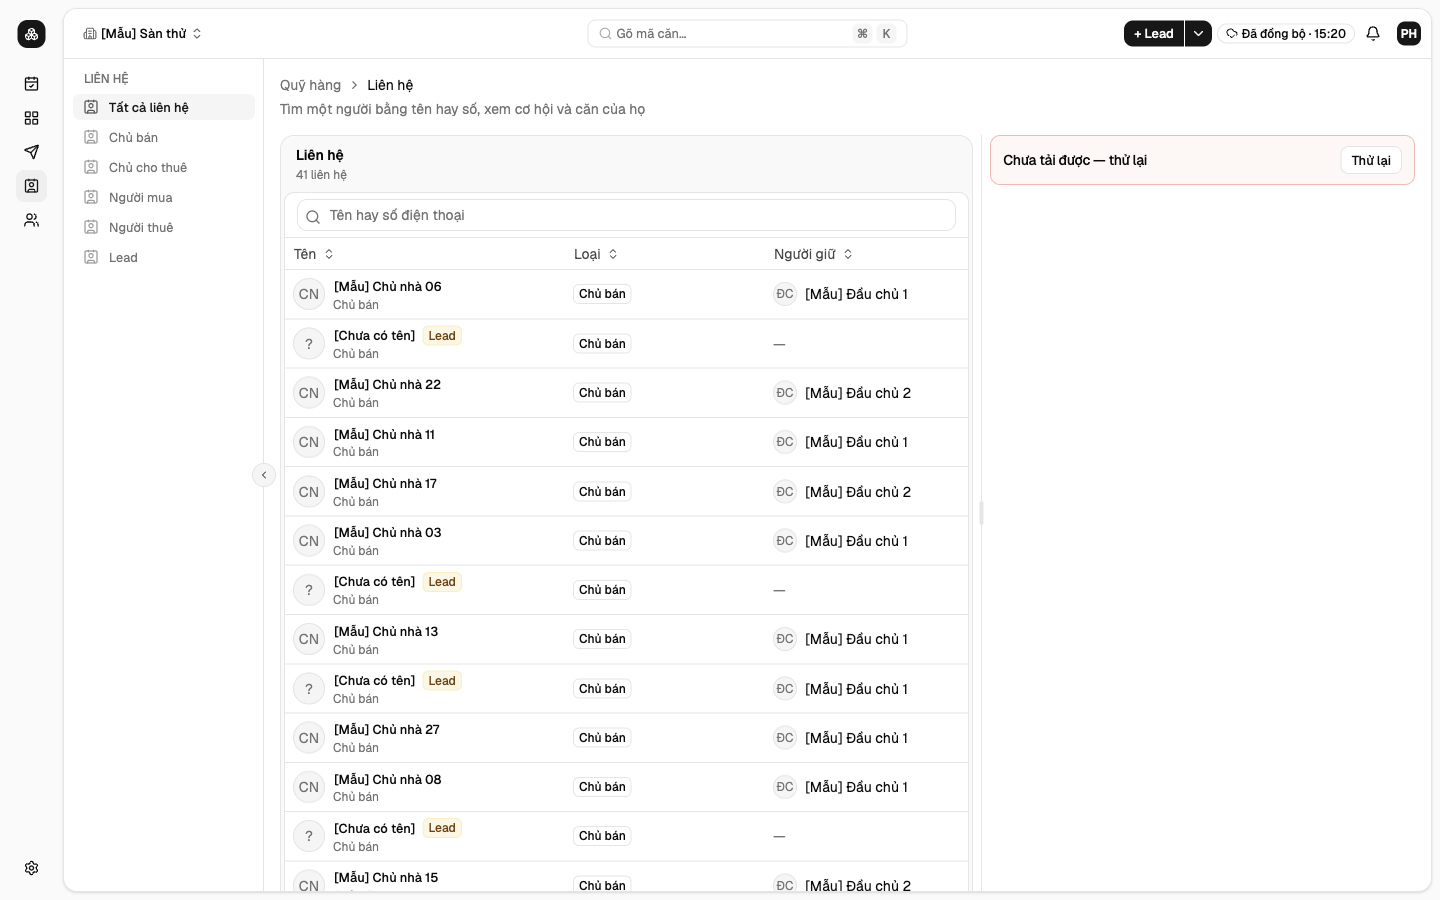 [Mẫu] Sàn thử
Gõ mã căn...
⌘ K
+ Lead
Đã đồng bộ · 15:20
PH
LIÊN HỆ
Tất cả liên hệ
Chủ bán
Chủ cho thuê
Người mua
Người thuê
Lead
Quỹ hàng > Liên hệ
Tìm một người bằng tên hay số, xem cơ hội và căn của họ
Liên hệ
41 liên hệ
Tên hay số điện thoại
Tên Loại Người giữ
CN [Mẫu] Chủ nhà 06 Chủ bán ĐC [Mẫu] Đầu chủ 1
Chủ bán
? [Chưa có tên] Lead Chủ bán —
Chủ bán
CN [Mẫu] Chủ nhà 22 Chủ bán ĐC [Mẫu] Đầu chủ 2
Chủ bán
CN [Mẫu] Chủ nhà 11 Chủ bán ĐC [Mẫu] Đầu chủ 1
Chủ bán
CN [Mẫu] Chủ nhà 17 Chủ bán ĐC [Mẫu] Đầu chủ 2
Chủ bán
CN [Mẫu] Chủ nhà 03 Chủ bán ĐC [Mẫu] Đầu chủ 1
Chủ bán
? [Chưa có tên] Lead Chủ bán —
Chủ bán
CN [Mẫu] Chủ nhà 13 Chủ bán ĐC [Mẫu] Đầu chủ 1
Chủ bán
? [Chưa có tên] Lead Chủ bán ĐC [Mẫu] Đầu chủ 1
Chủ bán
CN [Mẫu] Chủ nhà 27 Chủ bán ĐC [Mẫu] Đầu chủ 1
Chủ bán
CN [Mẫu] Chủ nhà 08 Chủ bán ĐC [Mẫu] Đầu chủ 1
Chủ bán
? [Chưa có tên] Lead Chủ bán —
Chủ bán
CN [Mẫu] Chủ nhà 15 Chủ bán ĐC [Mẫu] Đầu chủ 2
Chưa tải được — thử lại
Thử lại